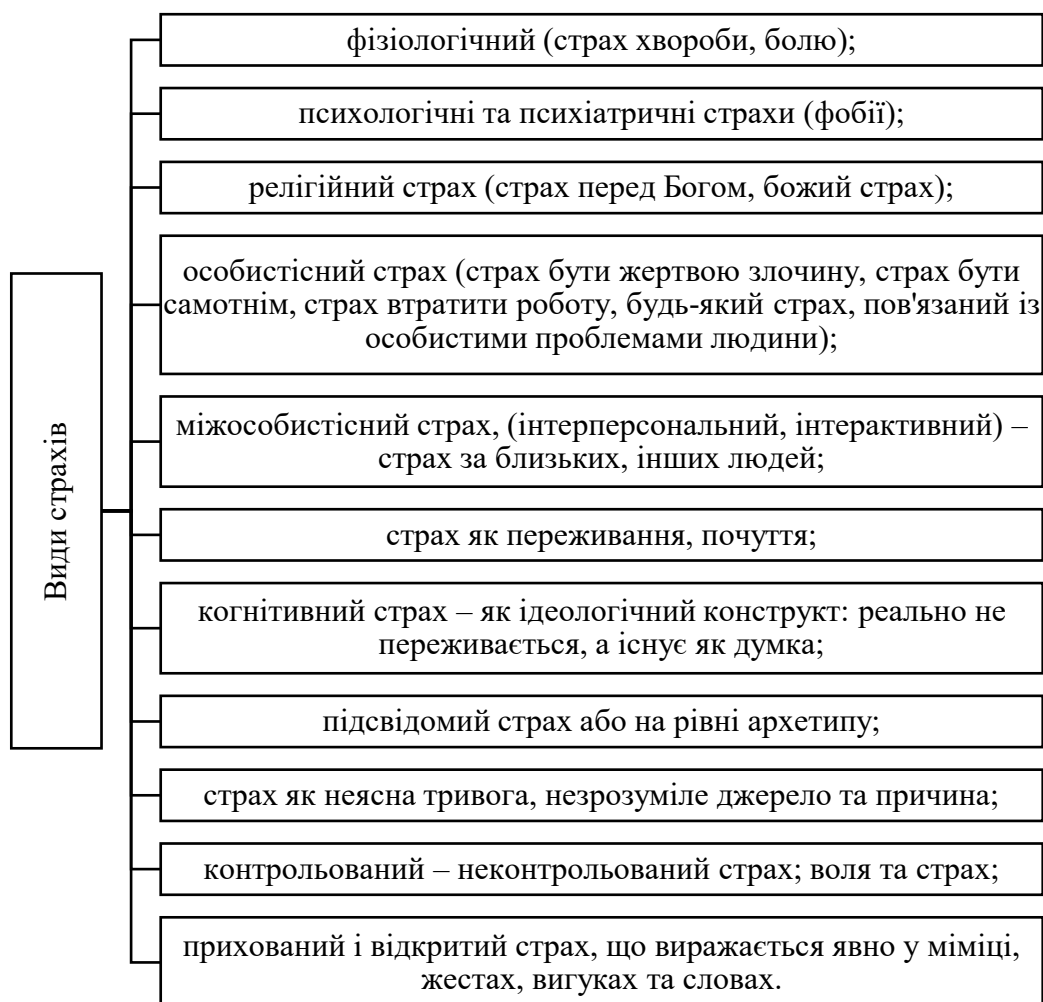 Види страхів
фізіологічний (страх хвороби, болю);
психологічні та психіатричні страхи (фобії);
релігійний страх (страх перед Богом, божий страх);
особистісний страх (страх бути жертвою злочину, страх бути
самотнім, страх втратити роботу, будь-який страх, пов'язаний із
особистими проблемами людини);
міжособистісний страх, (інтерперсональний, інтерактивний) –
страх за близьких, інших людей;
страх як переживання, почуття;
когнітивний страх – як ідеологічний конструкт: реально не
переживається, а існує як думка;
підсвідомий страх або на рівні архетипу;
страх як неясна тривога, незрозуміле джерело та причина;
контрольований – неконтрольований страх; воля та страх;
прихований і відкритий страх, що виражається явно у міміці,
жестах, вигуках та словах.